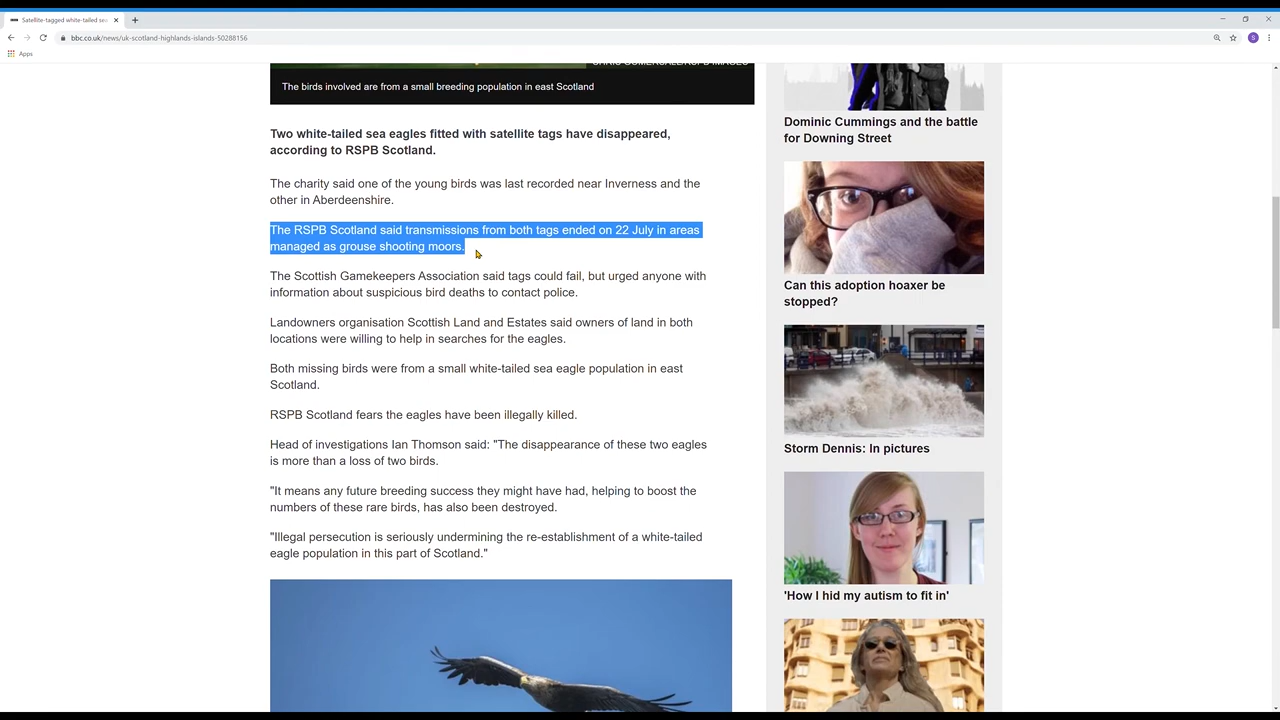 Satellite-tagged white-tailed sea
bbc.co.uk/news/uk-scotland-highlands-islands-50288156
S
Apps
The birds involved are from a small breeding population in east Scotland
Two white-tailed sea eagles fitted with satellite tags have disappeared,
according to RSPB Scotland.
The charity said one of the young birds was last recorded near Inverness and the
other in Aberdeenshire.
The RSPB Scotland said transmissions from both tags ended on 22 July in areas
managed as grouse shooting moors.
The Scottish Gamekeepers Association said tags could fail, but urged anyone with
information about suspicious bird deaths to contact police.
Landowners organisation Scottish Land and Estates said owners of land in both
locations were willing to help in searches for the eagles.
Both missing birds were from a small white-tailed sea eagle population in east
Scotland.
RSPB Scotland fears the eagles have been illegally killed.
Head of investigations Ian Thomson said: "The disappearance of these two eagles
is more than a loss of two birds.
"It means any future breeding success they might have had, helping to boost the
numbers of these rare birds, has also been destroyed.
"Illegal persecution is seriously undermining the re-establishment of a white-tailed
eagle population in this part of Scotland."
Dominic Cummings and the battle
for Downing Street
Can this adoption hoaxer be
stopped?
Storm Dennis: In pictures
'How I hid my autism to fit in'